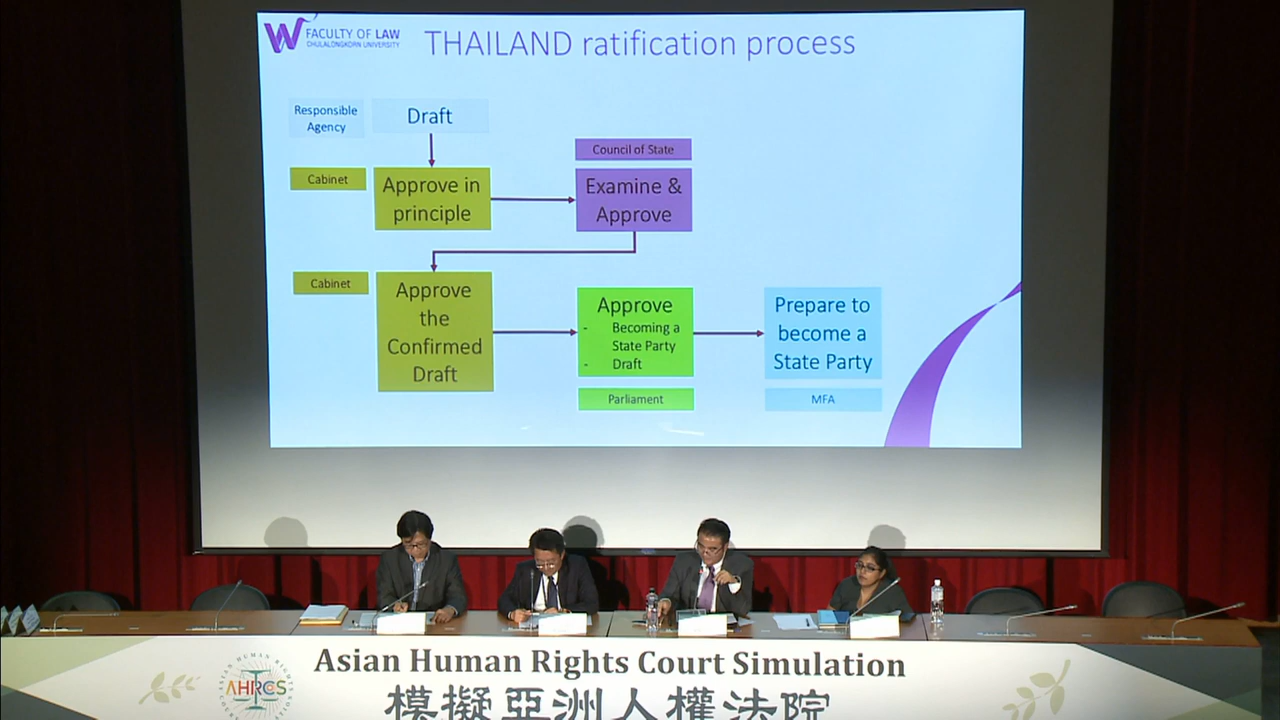 FACULTY OF LAW
CHULALONGKORN UNIVERSITY
THAILAND ratification process
Responsible
Agency
Draft
Council of State
Cabinet
Approve in
principle
Examine &
Approve
Cabinet
Approve
the
Confirmed
Draft
Approve
- Becoming a
State Party
- Draft
Prepare to
become a
State Party
Parliament
MFA
Asian Human Rights Court Simulation
AHRCS
模擬亞洲人權法院